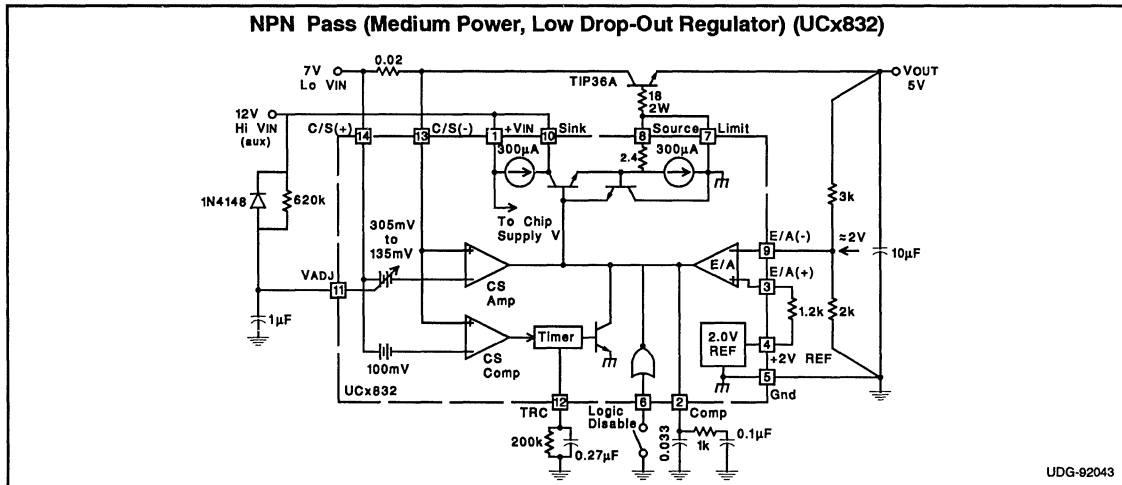 NPN Pass (Medium Power, Low Drop-Out Regulator) (UCx832)
7V
Lo VIN
0.02
TIP36A
VOUT
5V
18
2W
12V
Hi VIN
(aux)
C/S(+)
14
13
C/S(-)
1
+VIN
10
Sink
8
Source
7
Limit
300µA
2.4
300µA
1N4148
620k
To Chip
Supply V
3k
305mV
to
135mV
E/A(-)
9
≈2V
10µF
VADJ
11
CS
Amp
E/A
E/A(+)
3
1µF
1.2k
2k
Timer
2.0V
REF
4
+2V REF
100mV
CS
Comp
5
Gnd
UCx832
12
TRC
6
Logic
Disable
2
Comp
200k
0.27µF
0.033
1k
0.1µF
UDG-92043